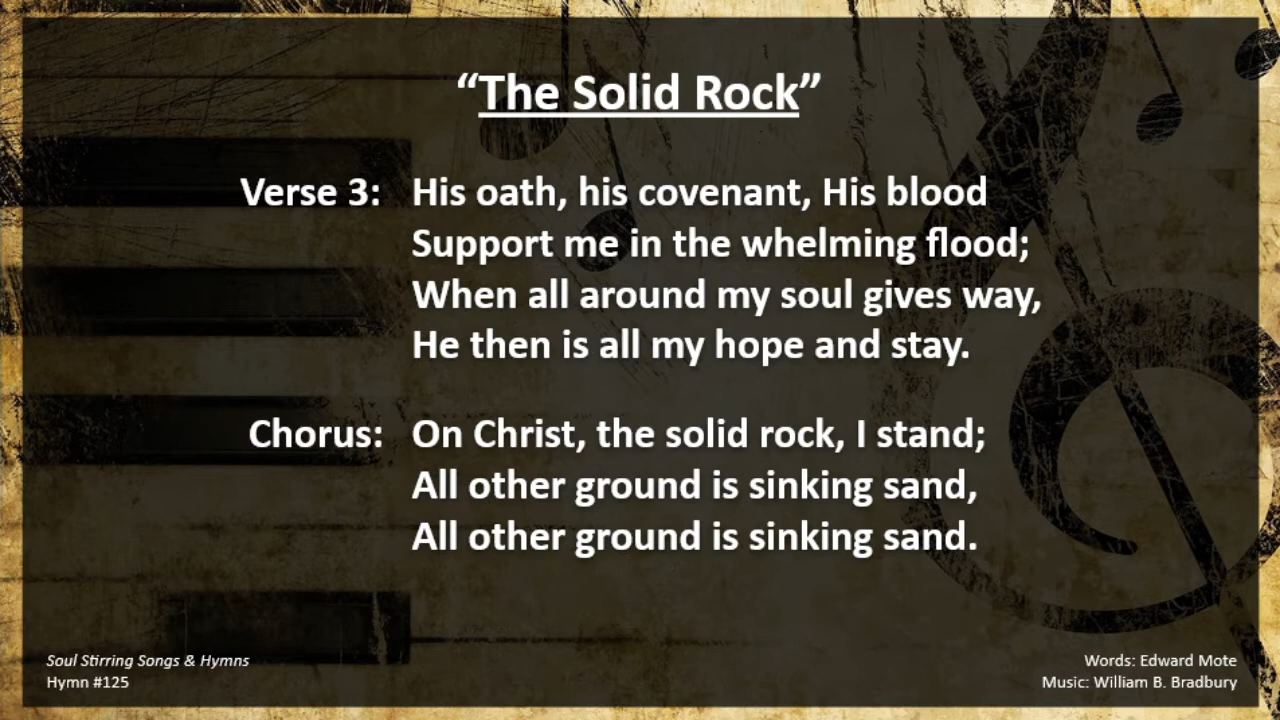 “The Solid Rock”
Verse 3: His oath, his covenant, His blood
Support me in the whelming flood;
When all around my soul gives way,
He then is all my hope and stay.
Chorus: On Christ, the solid rock, I stand;
All other ground is sinking sand,
All other ground is sinking sand.
Soul Stirring Songs & Hymns
Hymn #125
Words: Edward Mote
Music: William B. Bradbury